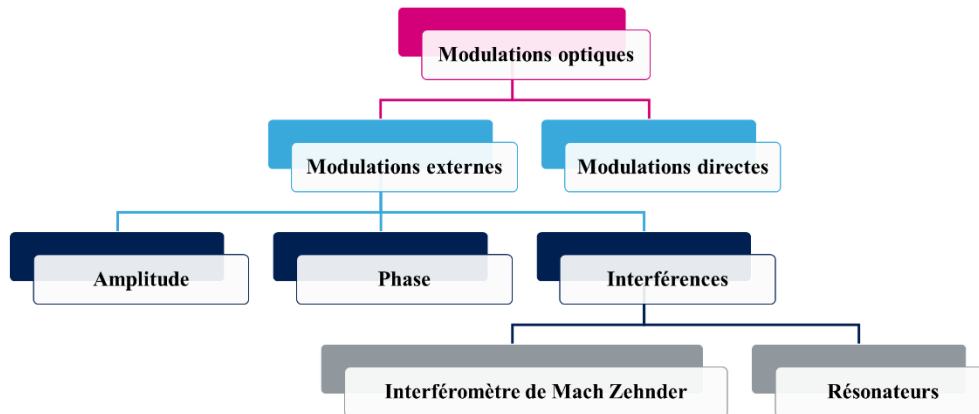 Modulations optiques
Modulations externes
Modulations directes
Amplitude
Phase
Interférences
Interféromètre de Mach Zehnder
Résonateurs